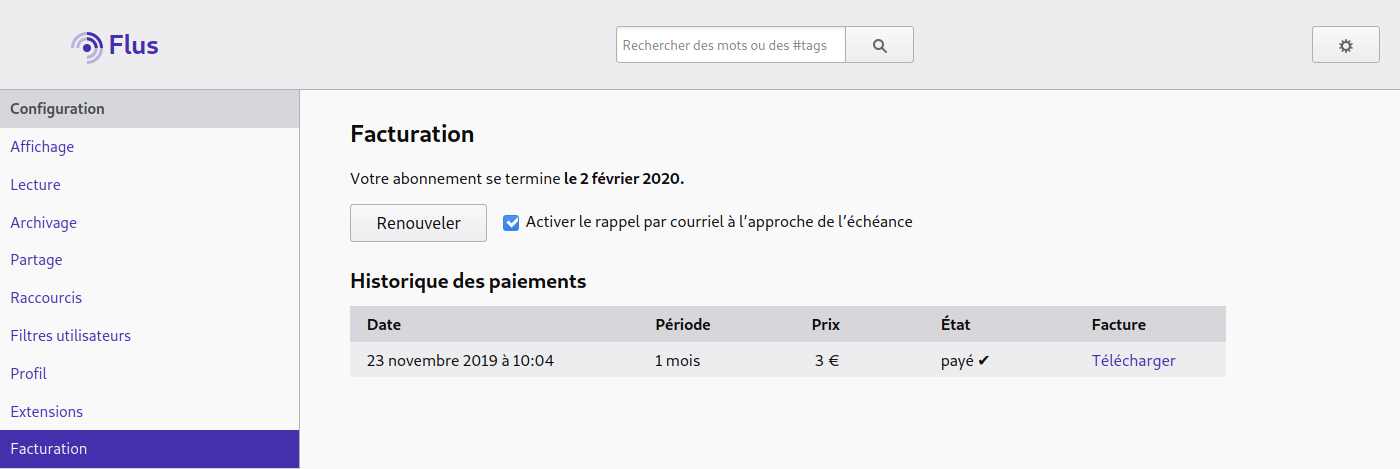 Flus
Rechercher des mots ou des #tags
Configuration
Affichage
Lecture
Archivage
Partage
Raccourcis
Filtres utilisateurs
Profil
Extensions
Facturation
Facturation
Votre abonnement se termine le 2 février 2020.
Renouveler
Activer le rappel par courriel à l’approche de l’échéance
Historique des paiements
Date Période Prix État Facture
23 novembre 2019 à 10:04 1 mois 3 € payé ✔ Télécharger